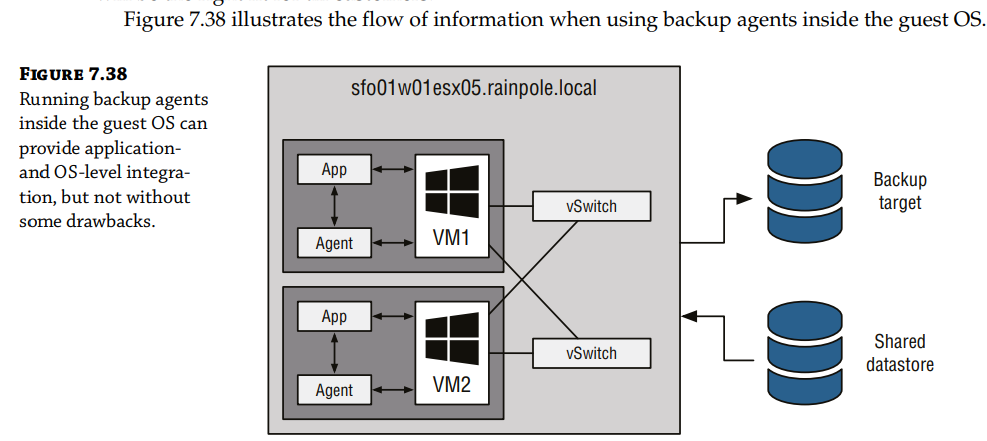 Figure 7.38 illustrates the flow of information when using backup agents inside the guest OS.
FIGURE 7.38
Running backup agents
inside the guest OS can
provide application-
and OS-level integra-
tion, but not without
some drawbacks.
sfo01w01esx05.rainpole.local
App
Agent
VM1
vSwitch
App
Agent
VM2
vSwitch
Backup
target
Shared
datastore